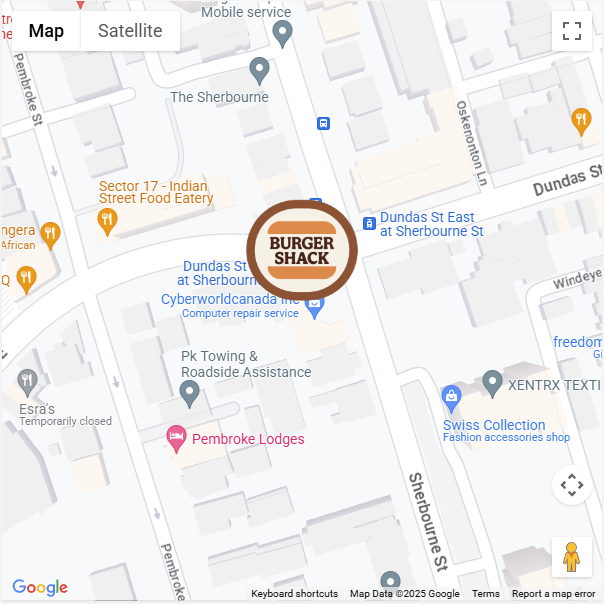 Mobile service
Map
Satellite
The Sherbourne
Pembroke St
Oskenonton Ln
Sector 17 - Indian
Street Food Eatery
Dundas St
Dundas St East
at Sherbourne St
ngera
African
Q
BURGER
SHACK
Dundas St
at Sherbourne
Cyberworldcanada Inc
Computer repair service
Windeye
freedom
Gi
Pk Towing &
Roadside Assistance
Esra's
Temporarily closed
XENTRX TEXTI
Swiss Collection
Fashion accessories shop
Pembroke Lodges
Sherbourne St
Pembroke
Google
Keyboard shortcuts
Map Data ©2025 Google
Terms
Report a map error